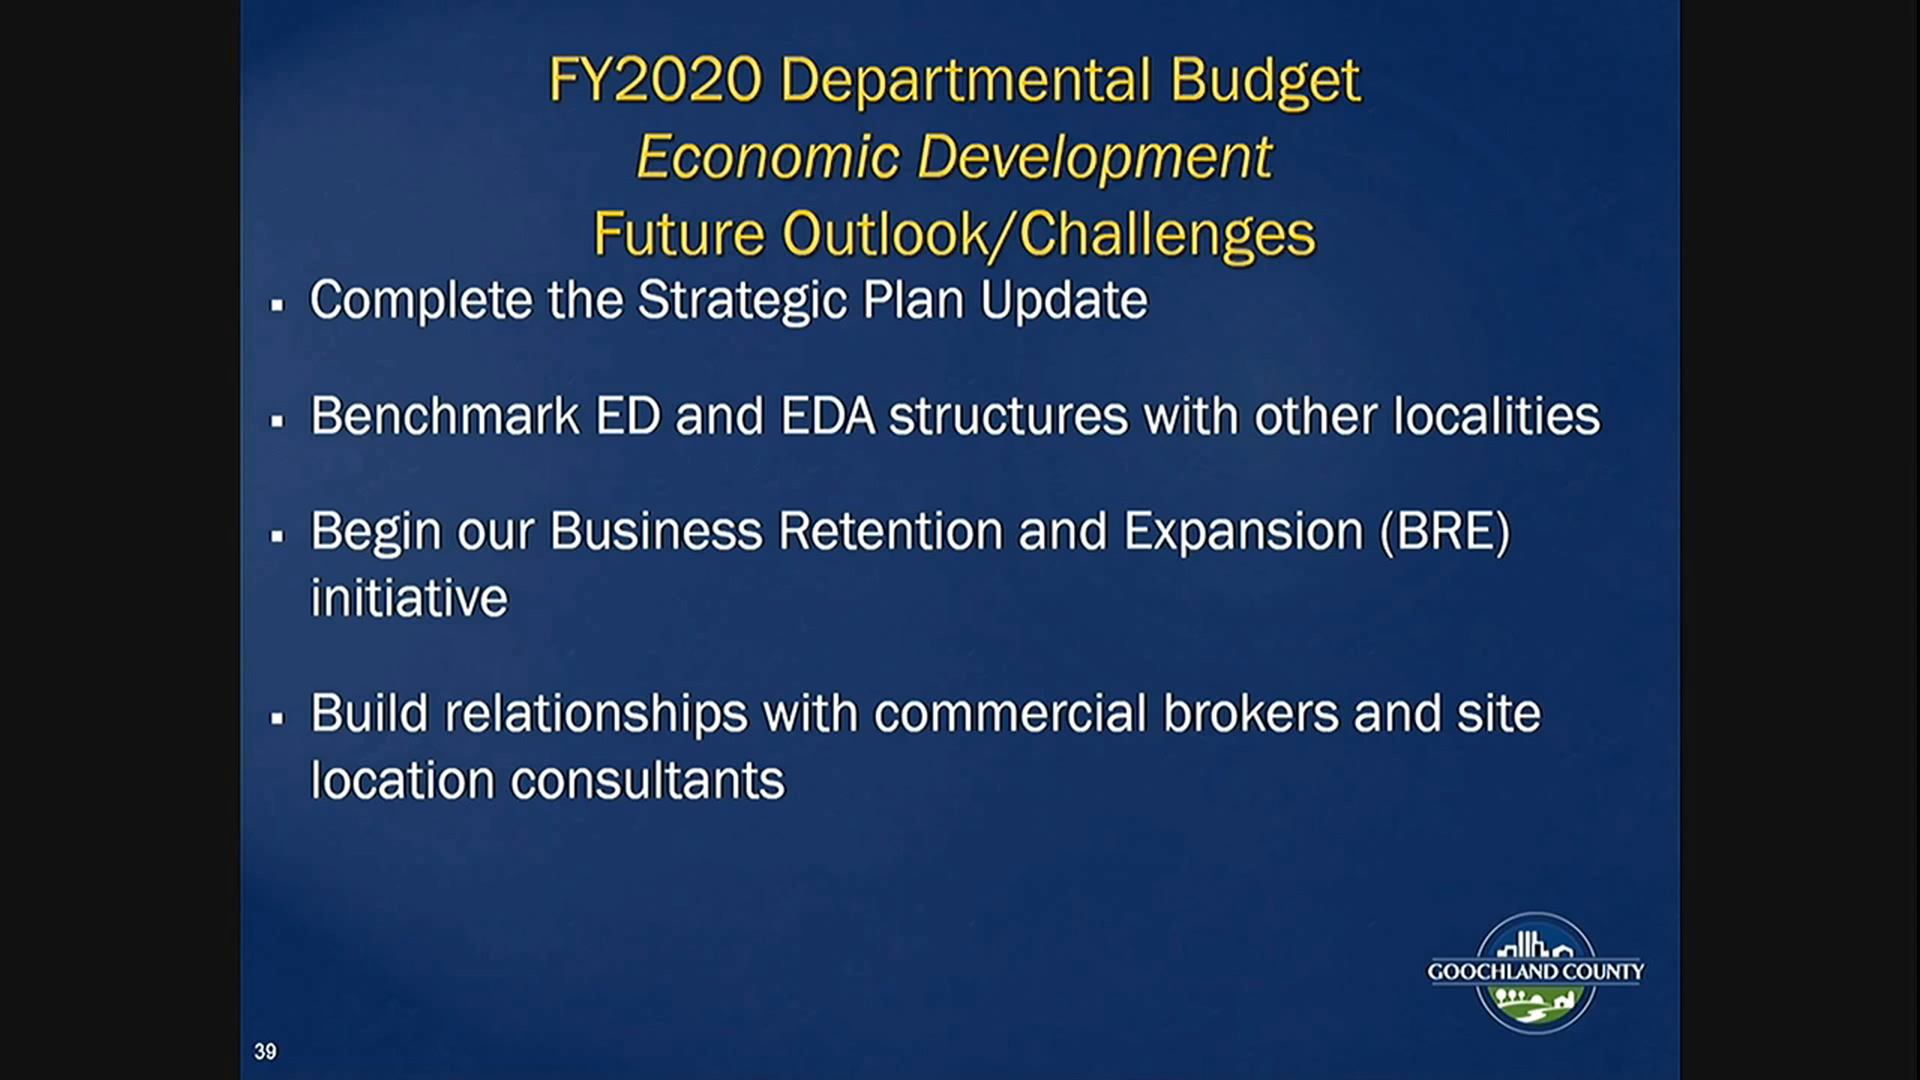 FY2020 Departmental Budget
Economic Development
Future Outlook/Challenges
▪ Complete the Strategic Plan Update
▪ Benchmark ED and EDA structures with other localities
▪ Begin our Business Retention and Expansion (BRE)
initiative
▪ Build relationships with commercial brokers and site
location consultants
GOOCHLAND COUNTY
39